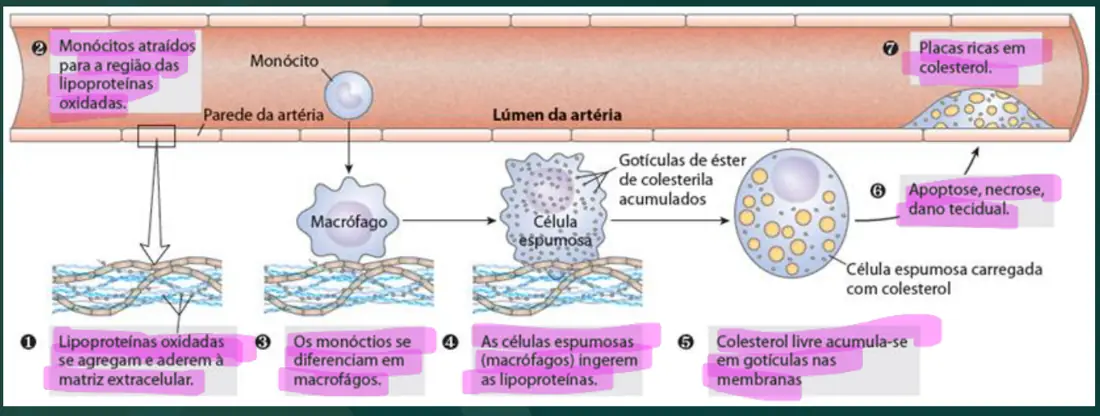 ❷ Monócitos atraídos
para a região das
lipoproteínas
oxidadas.
Monócito
Parede da artéria
Lúmen da artéria
❼ Placas ricas em
colesterol.
Macrófago
Célula
espumosa
Gotículas de éster
de colesterila
acumulados
❻ Apoptose, necrose,
dano tecidual.
Célula espumosa carregada
com colesterol
❶ Lipoproteínas oxidadas
se agregam e aderem à
matriz extracelular.
❸ Os monóctios se
diferenciam em
macrofágos.
❹ As células espumosas
(macrófagos) ingerem
as lipoproteínas.
❺ Colesterol livre acumula-se
em gotículas nas
membranas